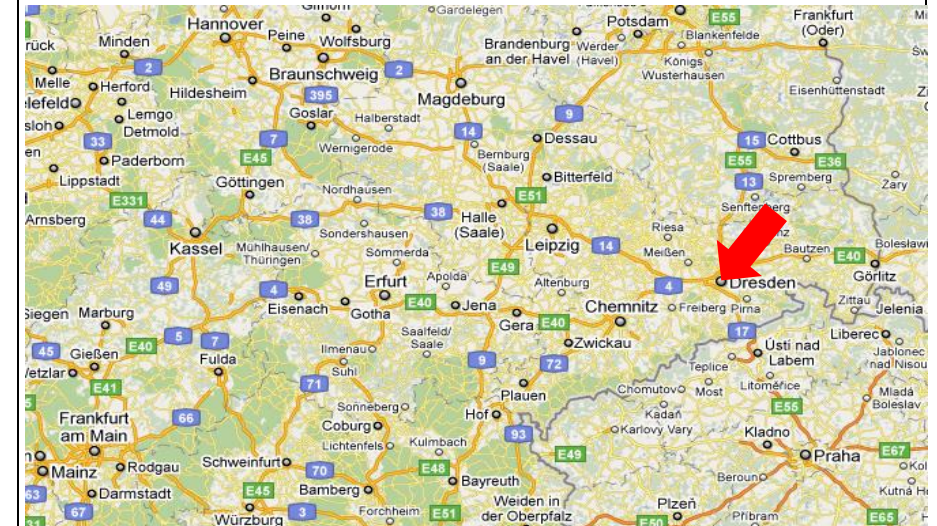 Gardelegen
Hannover
Potsdam
E55
Frankfurt
(Oder)
Minden
Peine
Wolfsburg
Brandenburg
an der Havel
Werder
(Havel)
Blankenfelde
Königs
Wusterhausen
2
Melle
Herford
Hildesheim
Braunschweig
2
395
Magdeburg
Eisenhüttenstadt
Lemgo
Detmold
Goslar
Halberstadt
9
33
7
14
Dessau
15
Cottbus
Paderborn
E45
Wernigerode
Bernburg
(Saale)
E55
E36
Lippstadt
Göttingen
Bitterfeld
13
Spremberg
Żary
E331
Nordhausen
E51
Arnsberg
44
38
38
Halle
(Saale)
Riesa
Kassel
Sondershausen
Leipzig
14
Meißen
Bautzen
E40
Mühlhausen/
Thüringen
Sömmerda
E49
Görlitz
49
4
Erfurt
Apolda
Altenburg
4
Dresden
Eisenach
Gotha
E40
Jena
Chemnitz
Freiberg
Pirna
Zittau
Jelenia
Marburg
Gera
E40
5
7
Saalfeld/
Saale
17
Liberec
45
Gießen
E40
Fulda
Ilmenau
Zwickau
Ústí nad
Labem
Jablonec
nad Nisou
E41
Suhl
9
72
Teplice
71
Plauen
Chomutov
Most
Litoměřice
Mladá
Boleslav
Frankfurt
am Main
66
Sonneberg
Hof
Kadaň
E55
Coburg
93
Karlovy Vary
Kladno
Lichtenfels
Kulmbach
E49
Praha
E67
Mainz
Rodgau
Schweinfurt
70
E48
Bayreuth
Beroun
Darmstadt
E45
Bamberg
Weiden in
der Oberpfalz
Plzeň
Kutná
63
67
Würzburg
3
Forchheim
E51
E50
Příbram
E65